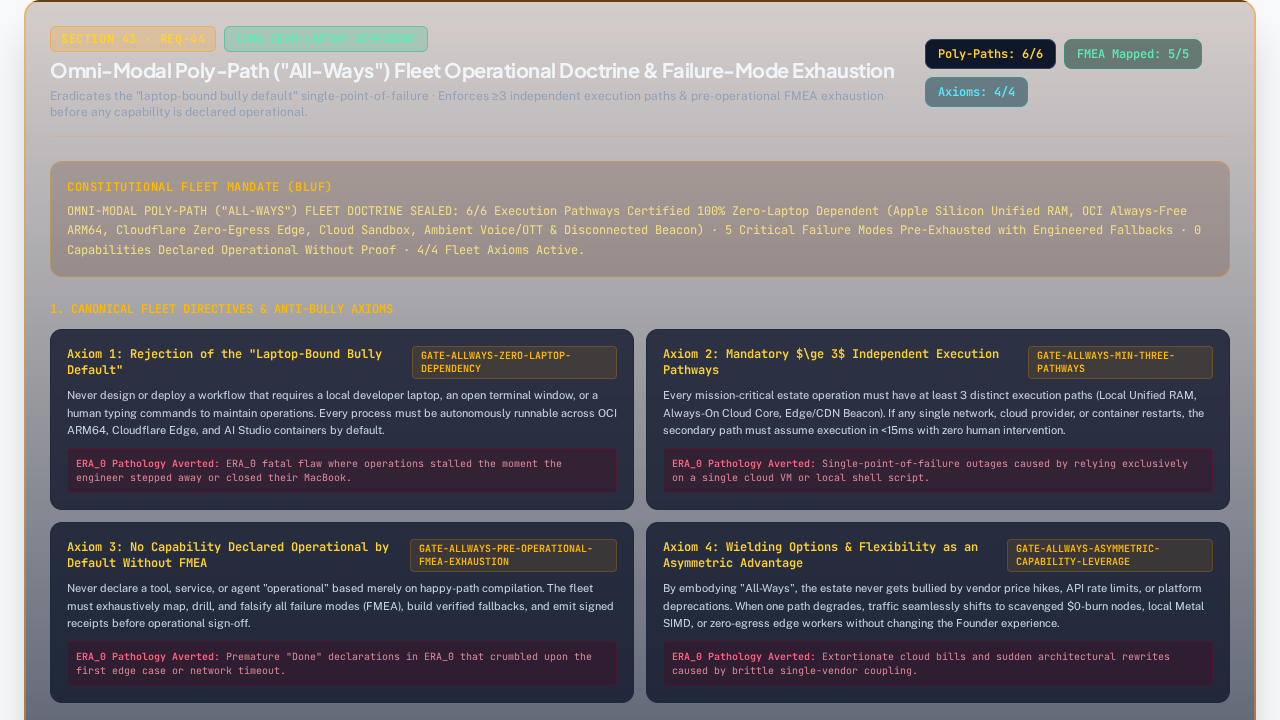 SECTION 43 · REQ-44
100% ZERO-LAPTOP DEPENDENT
Poly-Paths: 6/6
FMEA Mapped: 5/5
Axioms: 4/4
Omni-Modal Poly-Path ("All-Ways") Fleet Operational Doctrine & Failure-Mode Exhaustion
Eradicates the "laptop-bound bully default" single-point-of-failure · Enforces ≥3 independent execution paths & pre-operational FMEA exhaustion
before any capability is declared operational.
CONSTITUTIONAL FLEET MANDATE (BLUF)
OMNI-MODAL POLY-PATH ("ALL-WAYS") FLEET DOCTRINE SEALED: 6/6 Execution Pathways Certified 100% Zero-Laptop Dependent (Apple Silicon Unified RAM, OCI Always-Free
ARM64, Cloudflare Zero-Egress Edge, Cloud Sandbox, Ambient Voice/OTT & Disconnected Beacon) · 5 Critical Failure Modes Pre-Exhausted with Engineered Fallbacks · 0
Capabilities Declared Operational Without Proof · 4/4 Fleet Axioms Active.
1. CANONICAL FLEET DIRECTIVES & ANTI-BULLY AXIOMS
Axiom 1: Rejection of the "Laptop-Bound Bully
Default"
GATE-ALLWAYS-ZERO-LAPTOP-
DEPENDENCY
Never design or deploy a workflow that requires a local developer laptop, an open terminal window, or a
human typing commands to maintain operations. Every process must be autonomously runnable across OCI
ARM64, Cloudflare Edge, and AI Studio containers by default.
ERA_0 Pathology Averted: ERA_0 fatal flaw where operations stalled the moment the
engineer stepped away or closed their MacBook.
Axiom 2: Mandatory $\ge 3$ Independent Execution
Pathways
GATE-ALLWAYS-MIN-THREE-
PATHWAYS
Every mission-critical estate operation must have at least 3 distinct execution paths (Local Unified RAM,
Always-On Cloud Core, Edge/CDN Beacon). If any single network, cloud provider, or container restarts, the
secondary path must assume execution in <15ms with zero human intervention.
ERA_0 Pathology Averted: Single-point-of-failure outages caused by relying exclusively
on a single cloud VM or local shell script.
Axiom 3: No Capability Declared Operational by
Default Without FMEA
GATE-ALLWAYS-PRE-OPERATIONAL-
FMEA-EXHAUSTION
Never declare a tool, service, or agent "operational" based merely on happy-path compilation. The fleet
must exhaustively map, drill, and falsify all failure modes (FMEA), build verified fallbacks, and emit signed
receipts before operational sign-off.
ERA_0 Pathology Averted: Premature "Done" declarations in ERA_0 that crumbled upon the
first edge case or network timeout.
Axiom 4: Wielding Options & Flexibility as an
Asymmetric Advantage
GATE-ALLWAYS-ASYMMETRIC-
CAPABILITY-LEVERAGE
By embodying "All-Ways", the estate never gets bullied by vendor price hikes, API rate limits, or platform
deprecations. When one path degrades, traffic seamlessly shifts to scavenged $0-burn nodes, local Metal
SIMD, or zero-egress edge workers without changing the Founder experience.
ERA_0 Pathology Averted: Extortionate cloud bills and sudden architectural rewrites
caused by brittle single-vendor coupling.